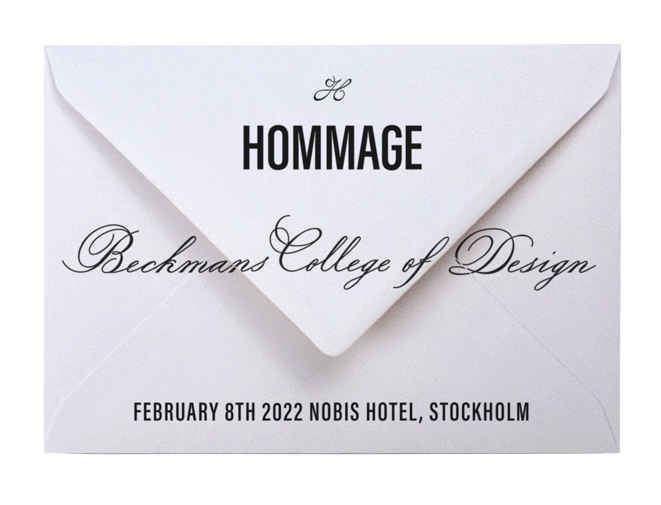 H
HOMMAGE
Beckmans College of Design
FEBRUARY 8TH 2022 NOBIS HOTEL, STOCKHOLM